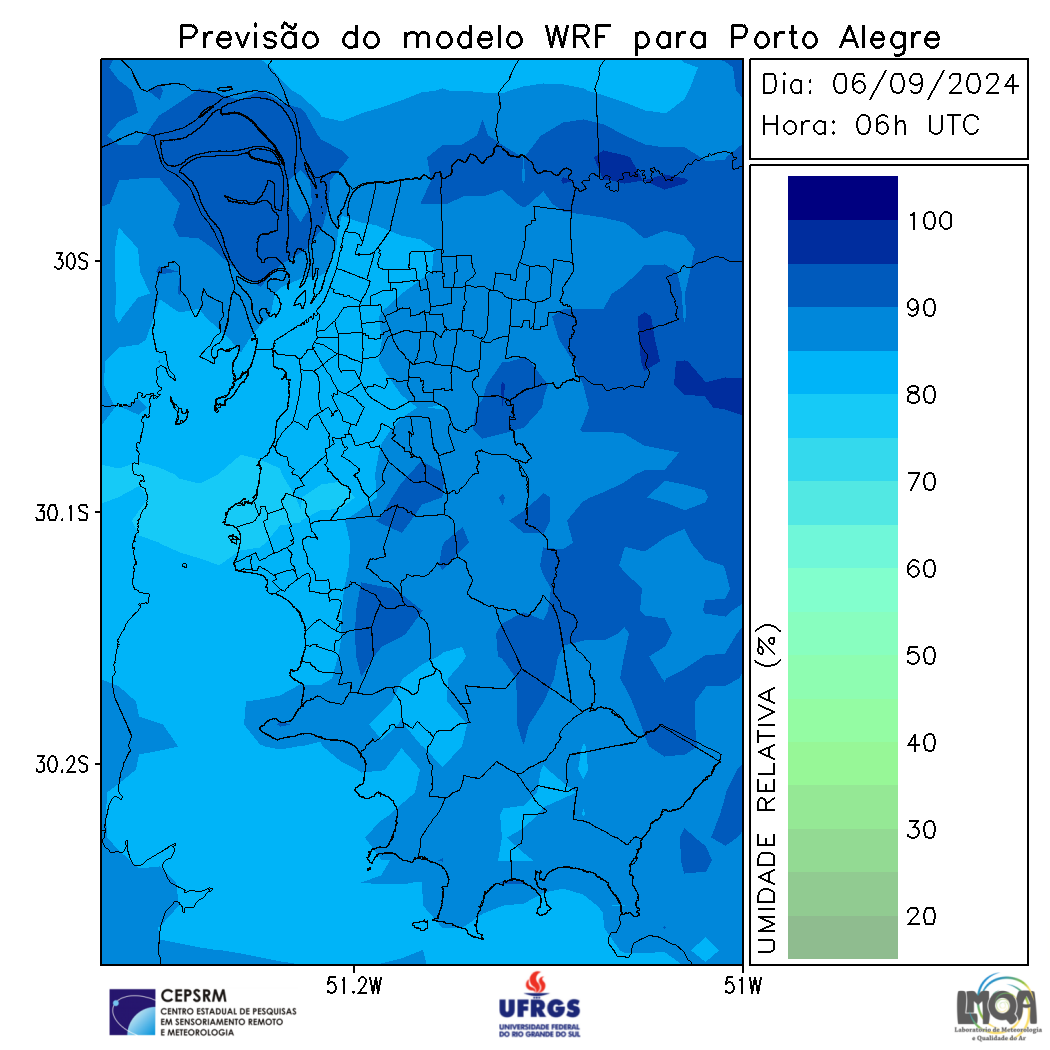 Previsão do modelo WRF para Porto Alegre
Dia: 06/09/2024
Hora: 06h UTC
30S
30.1S
30.2S
51.2W
51W
100
90
80
70
60
50
40
30
20
UMIDADE RELATIVA (%)
CEPSRM
CENTRO ESTADUAL DE PESQUISAS
EM SENSORIAMENTO REMOTO
E METEOROLOGIA
UFRGS
UNIVERSIDADE FEDERAL
DO RIO GRANDE DO SUL
LMQA
Laboratório de Meteorologia
e Qualidade do Ar